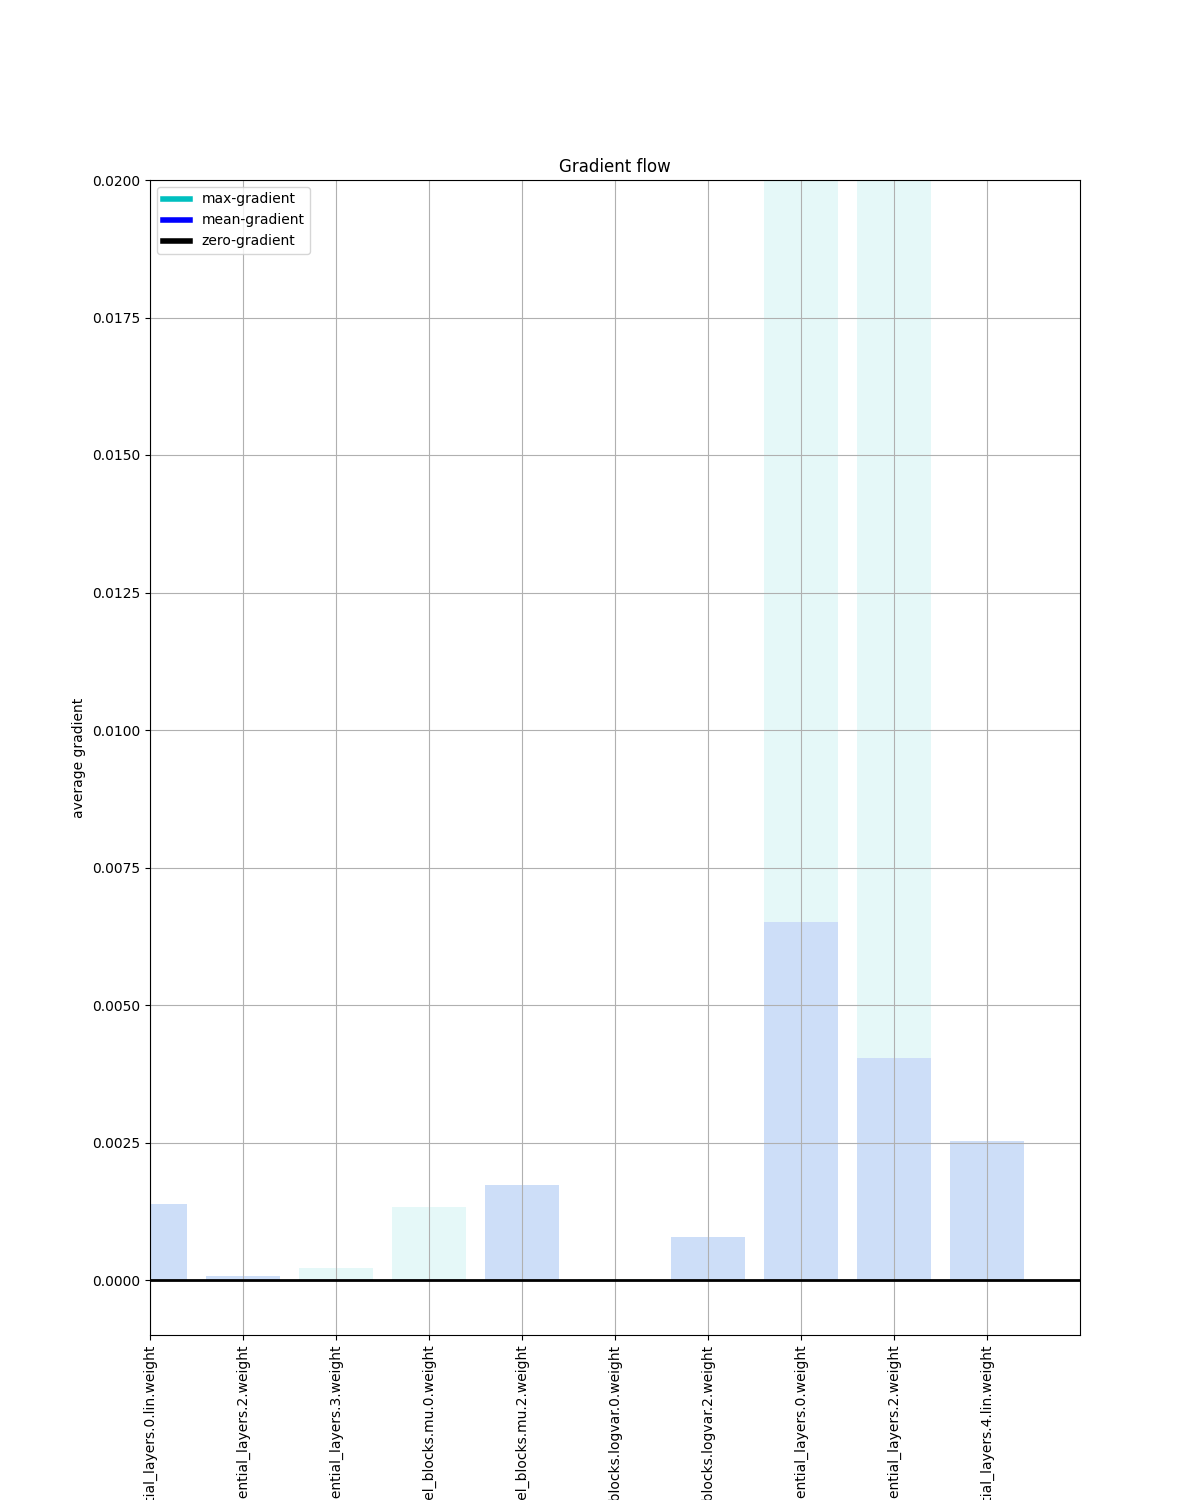 Gradient flow
max-gradient
mean-gradient
zero-gradient
0.0200
0.0175
0.0150
0.0125
0.0100
0.0075
0.0050
0.0025
0.0000
average gradient
tial_layers.0.lin.weight
ential_layers.2.weight
ential_layers.3.weight
el_blocks.mu.0.weight
el_blocks.mu.2.weight
blocks.logvar.0.weight
blocks.logvar.2.weight
ential_layers.0.weight
ential_layers.2.weight
tial_layers.4.lin.weight